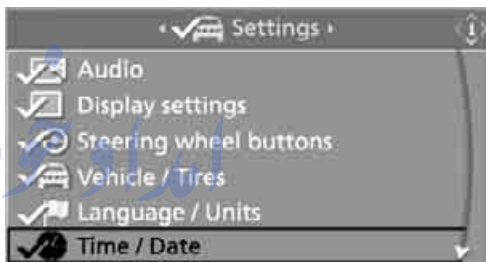 Settings
Audio
Display settings
Steering wheel buttons
Vehicle / Tires
Language / Units
Time / Date